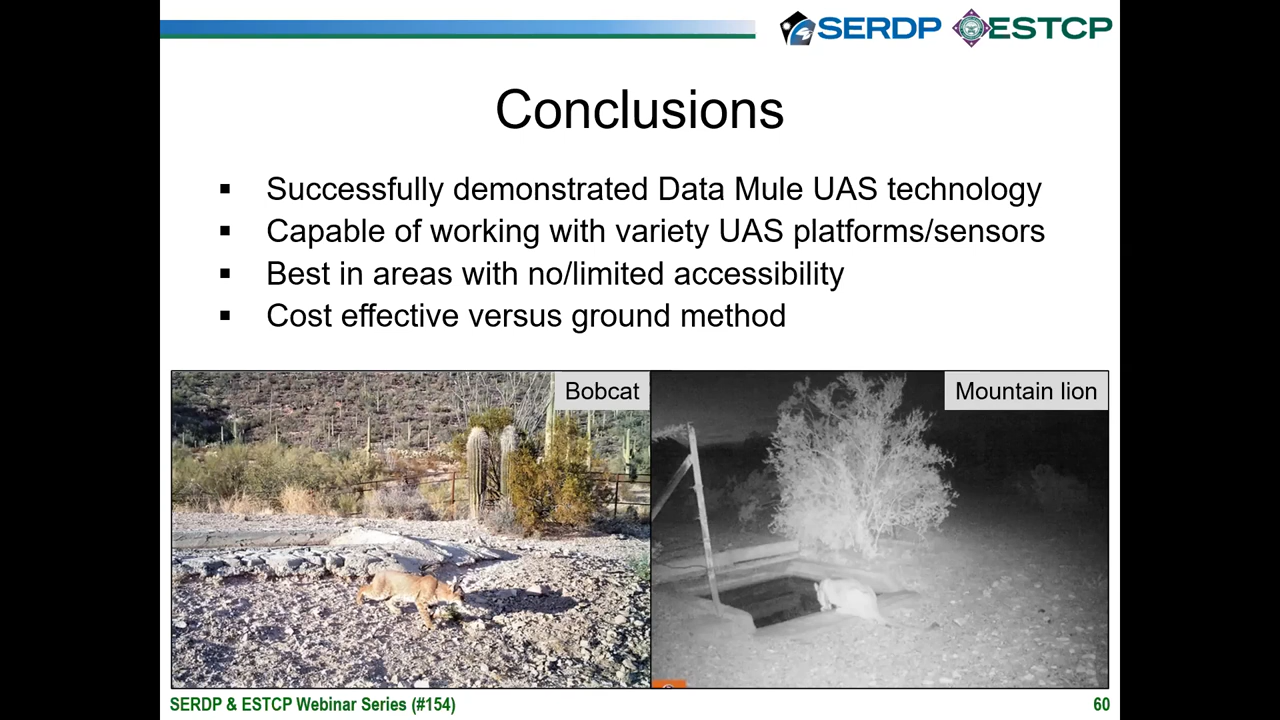 SERDP ESTCP
Conclusions
▪ Successfully demonstrated Data Mule UAS technology
▪ Capable of working with variety UAS platforms/sensors
▪ Best in areas with no/limited accessibility
▪ Cost effective versus ground method
Bobcat
Mountain lion
SERDP & ESTCP Webinar Series (#154)
60